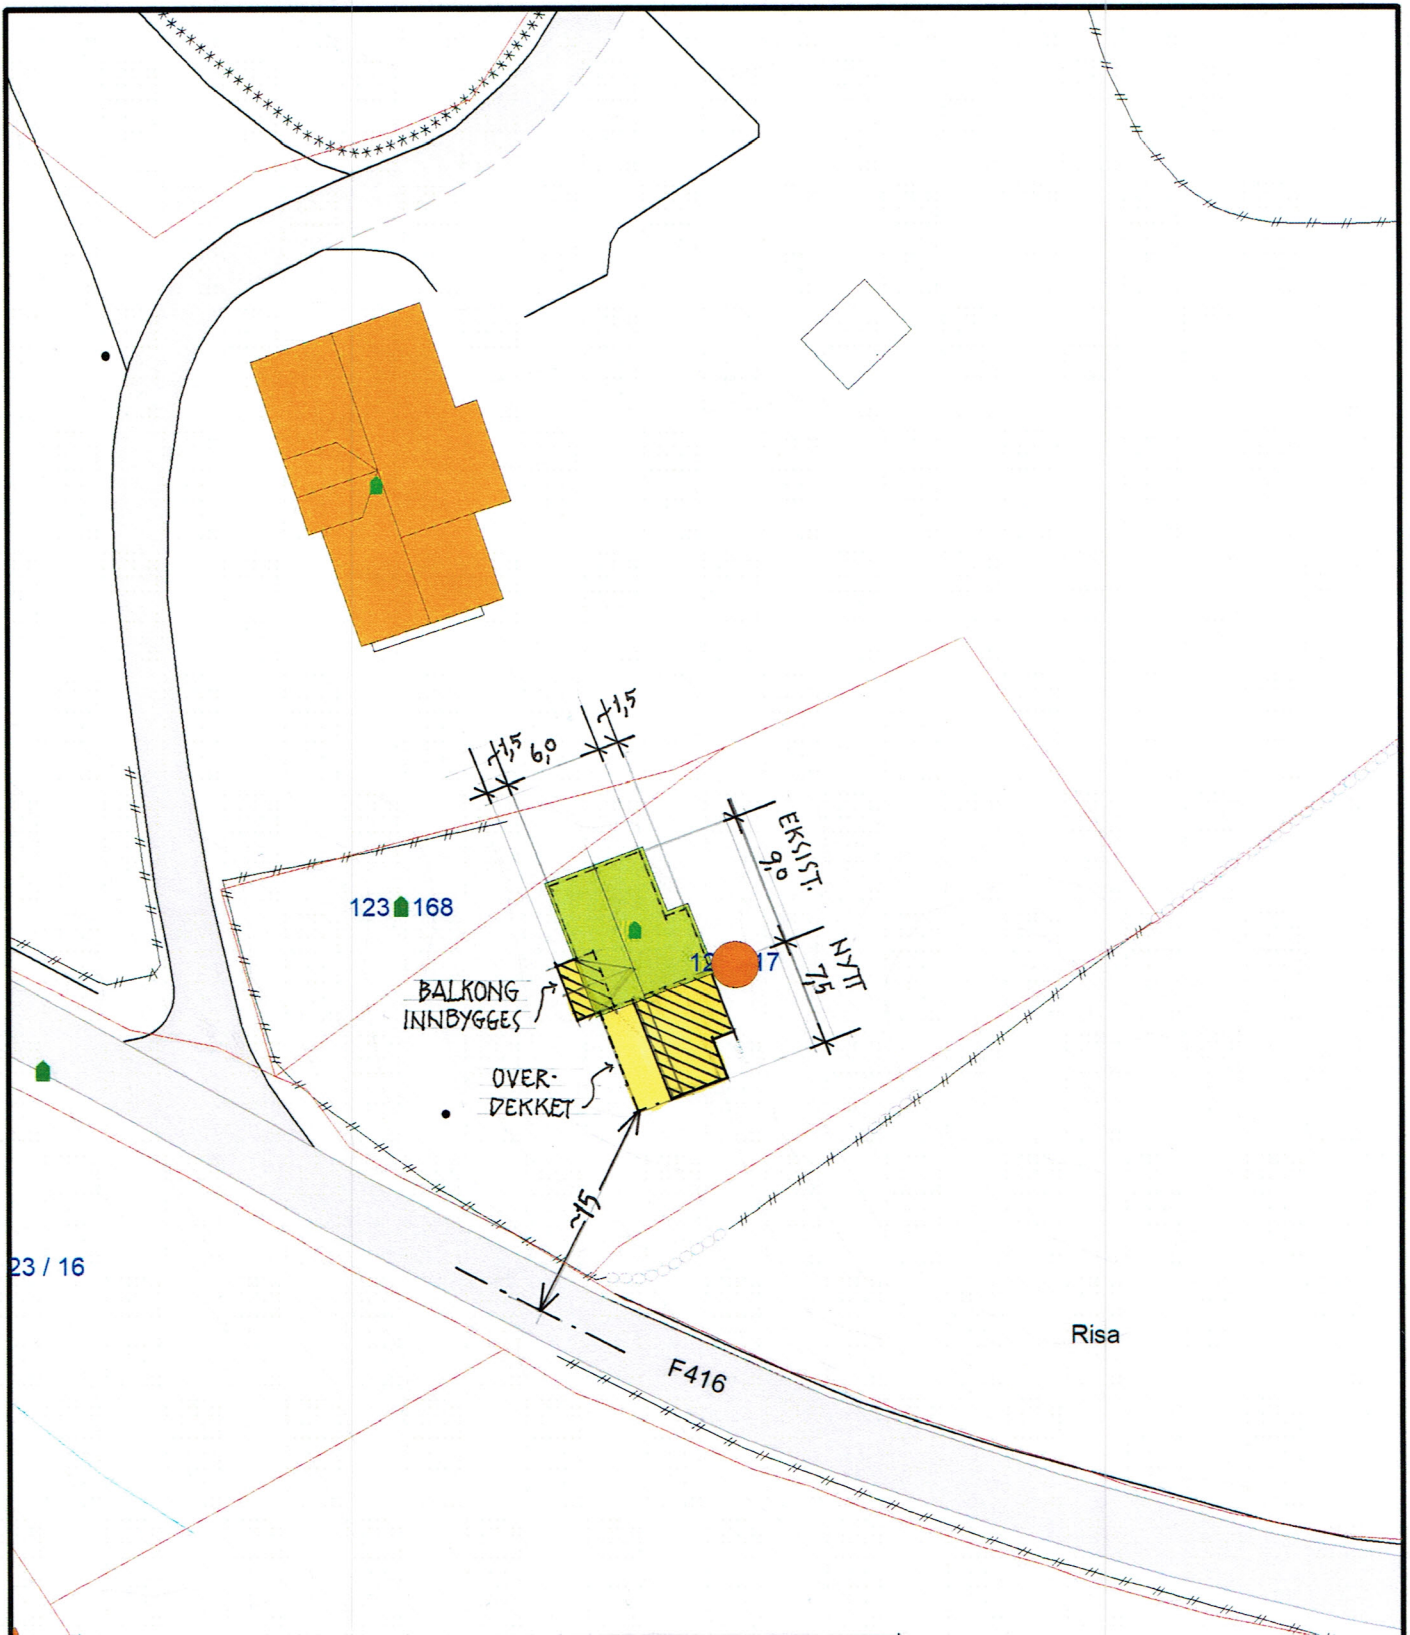 ~1,5
~1,5
6,0
EKSIST.
9,0
NYTT
7,5
123 168
12 17
BALKONG
INNBYGGES
OVER-
DEKKET
~15
23 / 16
Risa
F416